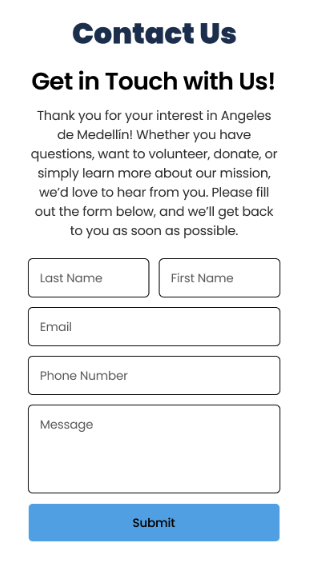 Contact Us
Get in Touch with Us!
Thank you for your interest in Angeles
de Medellín! Whether you have
questions, want to volunteer, donate, or
simply learn more about our mission,
we'd love to hear from you. Please fill
out the form below, and we'll get back
to you as soon as possible.
Last Name
First Name
Email
Phone Number
Message
Submit